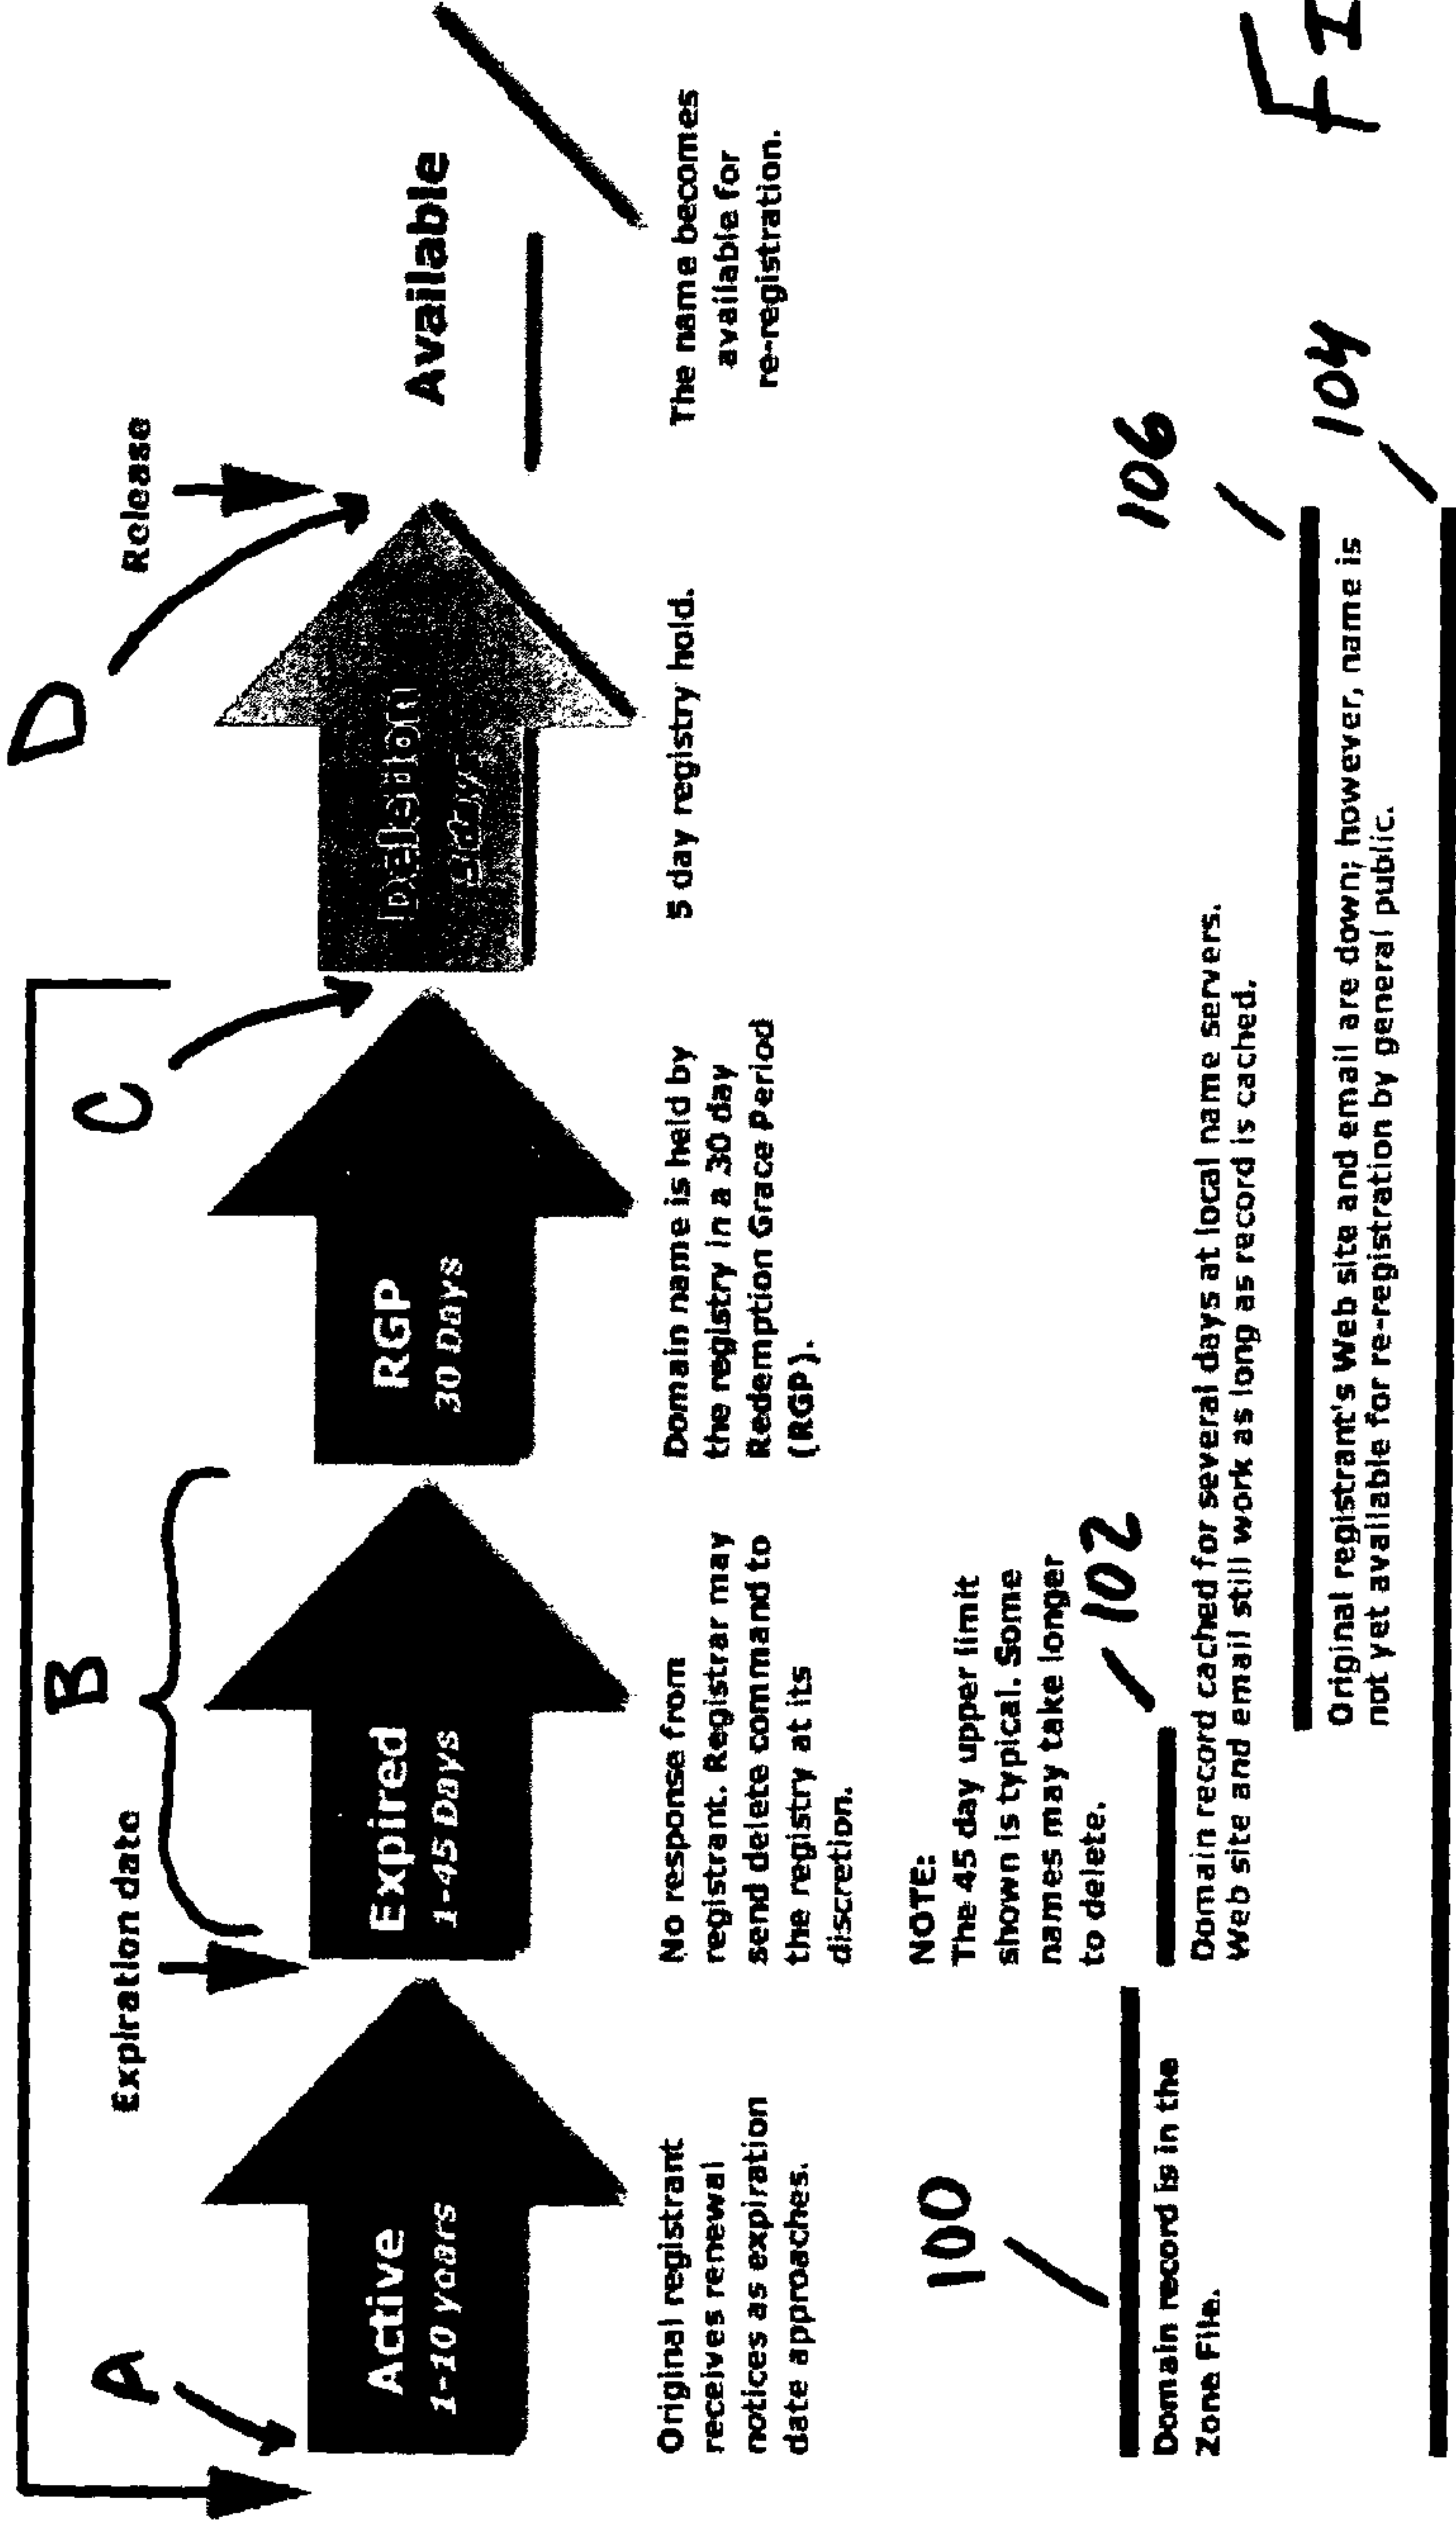 D
Release
C
B
Expiration date
A
Active
1-10 years
Expired
1-45 Days
RGP
30 Days
Deletion
5 day
Available
Original registrant
receives renewal
notices as expiration
date approaches.
No response from
registrant. Registrar may
send delete command to
the registry at its
discretion.
Domain name is held by
the registry in a 30 day
Redemption Grace Period
(RGP).
5 day registry hold.
The name becomes
available for
re-registration.
NOTE:
The 45 day upper limit
shown is typical. Some
names may take longer
to delete.
100
Domain record is in the
Zone File.
102
Domain record cached for several days at local name servers.
Web site and email still work as long as record is cached.
106
Original registrant's Web site and email are down; however, name is
not yet available for re-registration by general public.
104
FI